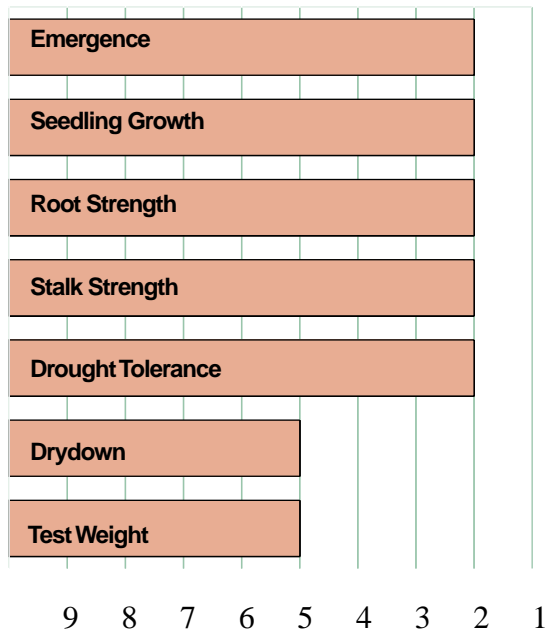 Emergence
Seedling Growth
Root Strength
Stalk Strength
Drought Tolerance
Drydown
Test Weight
9 8 7 6 5 4 3 2 1